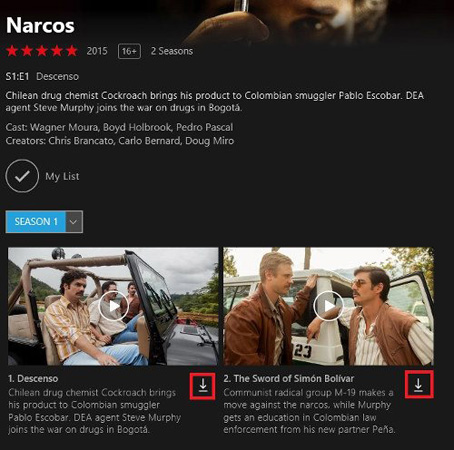 Narcos
2015 16+ 2 Seasons
S1:E1 Descenso
Chilean drug chemist Cockroach brings his product to Colombian smuggler Pablo Escobar. DEA
agent Steve Murphy joins the war on drugs in Bogotá.
Cast: Wagner Moura, Boyd Holbrook, Pedro Pascal
Creators: Chris Brancato, Carlo Bernard, Doug Miro
My List
SEASON 1
23
1. Descenso
Chilean drug chemist Cockroach brings
his product to Colombian smuggler
Pablo Escobar. DEA agent Steve Murphy
joins the war on drugs in Bogotá.
2. The Sword of Simón Bolívar
Communist radical group M-19 makes a
move against the narcos, while Murphy
gets an education in Colombian law
enforcement from his new partner Peña.